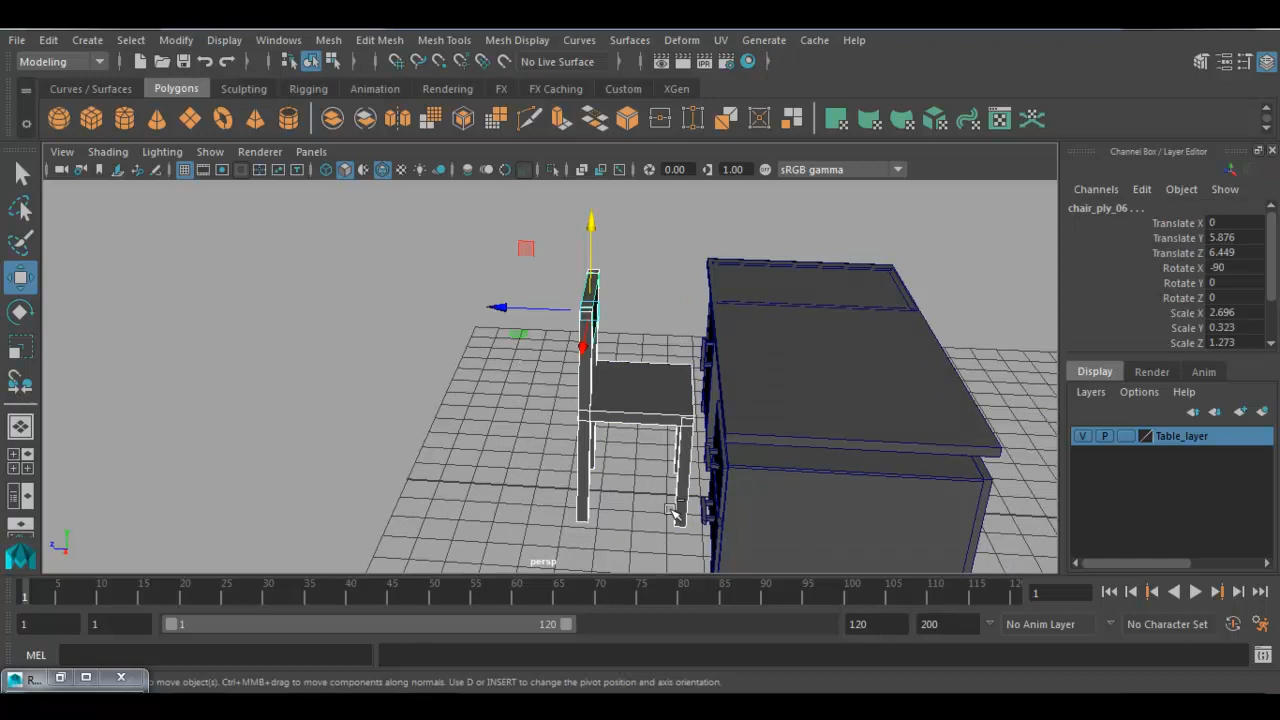 File Edit Create Select Modify Display Windows Mesh Edit Mesh Mesh Tools Mesh Display Curves Surfaces Deform UV Generate Cache Help
Modeling No Live Surface
Curves / Surfaces Polygons Sculpting Rigging Animation Rendering FX FX Caching Custom XGen
View Shading Lighting Show Renderer Panels
Channel Box / Layer Editor
0.00 1.00 sRGB gamma
Channels Edit Object Show
chair_ply_06 . . .
Translate X 0
Translate Y 5.876
Translate Z 6.449
Rotate X -90
Rotate Y 0
Rotate Z 0
Scale X 2.696
Scale Y 0.323
Scale Z 1.273
Display Render Anim
Layers Options Help
V P Table_layer
z y
persp
5 10 15 20 25 30 35 40 45 50 55 60 65 70 75 80 85 90 95 100 105 110 115 12
1 1
1 1 1 120 120 200 No Anim Layer No Character Set
MEL
R... to move object(s). Ctrl+MMB+drag to move components along normals. Use D or INSERT to change the pivot position and axis orientation.